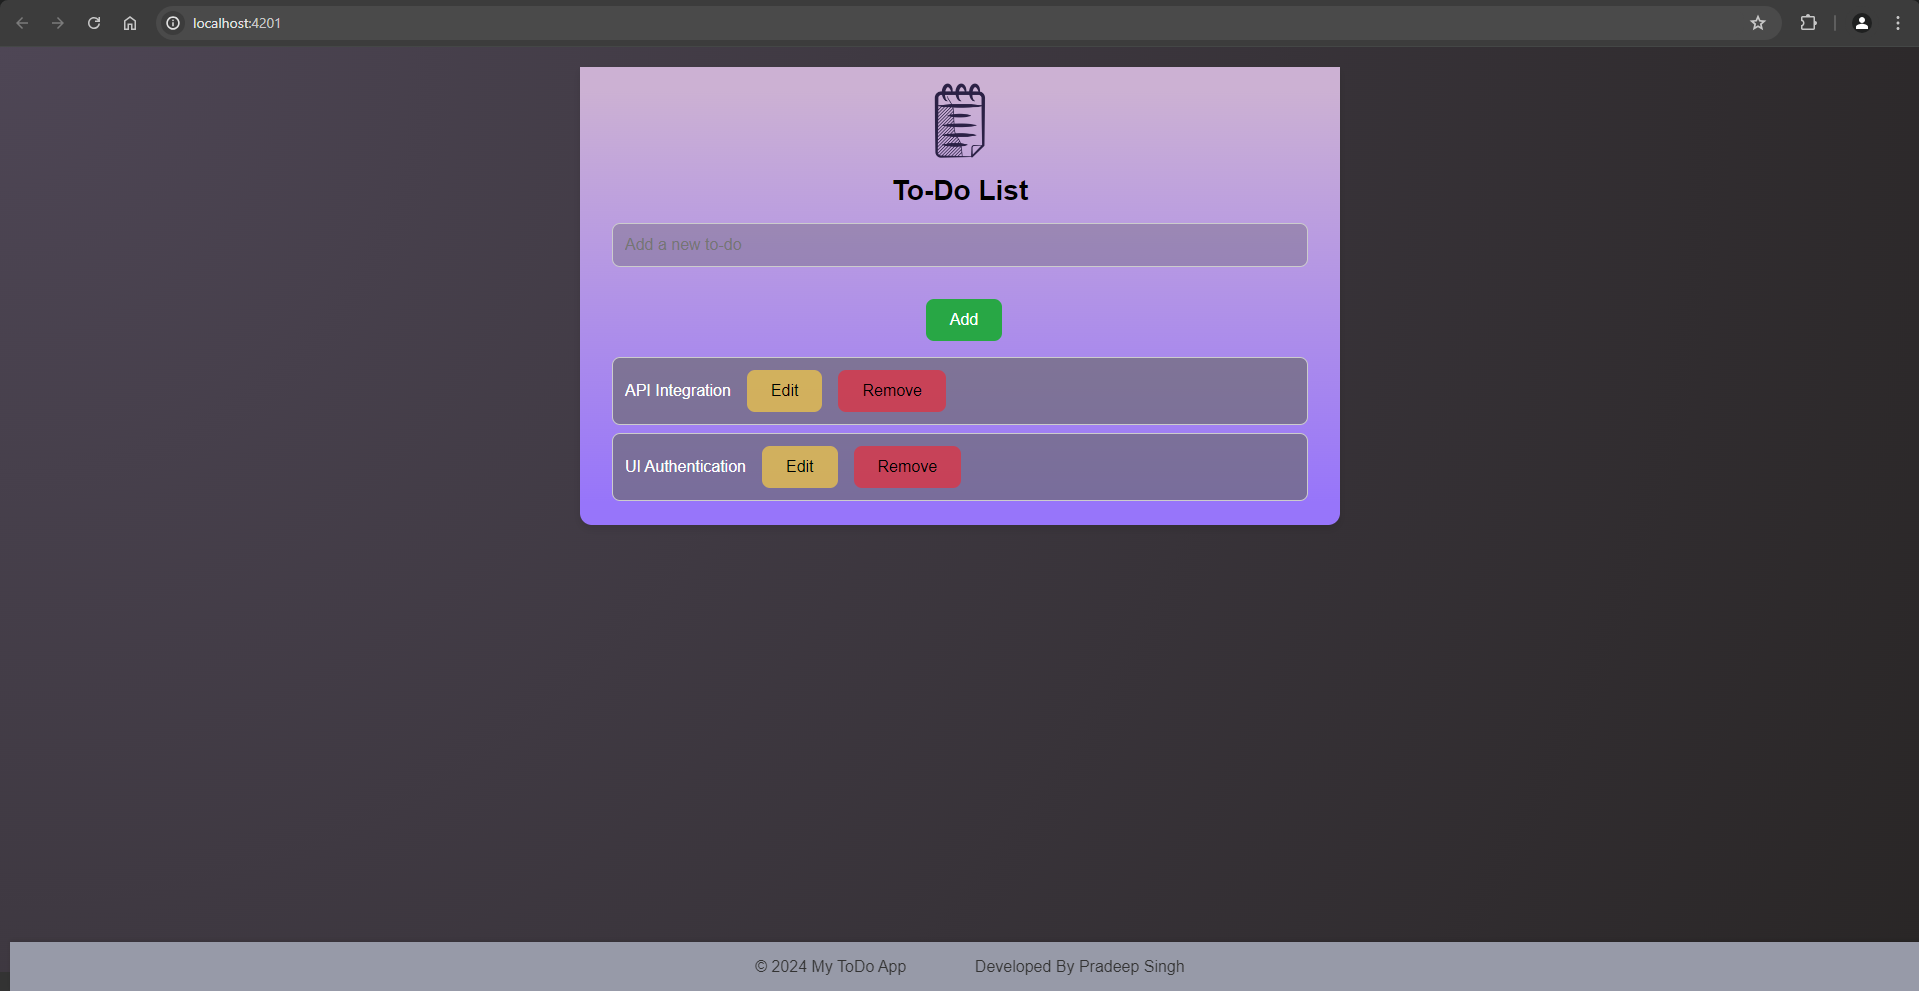 localhost:4201
To-Do List
Add a new to-do
Add
API Integration Edit Remove
UI Authentication Edit Remove
© 2024 My ToDo App Developed By Pradeep Singh